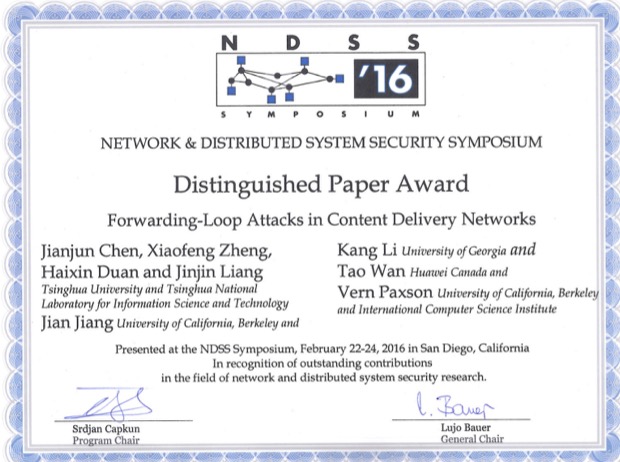 N D S S
'16
SYMPOSIUM
NETWORK & DISTRIBUTED SYSTEM SECURITY SYMPOSIUM
Distinguished Paper Award
Forwarding-Loop Attacks in Content Delivery Networks
Jianjun Chen, Xiaofeng Zheng,
Haixin Duan and Jinjin Liang
Tsinghua University and Tsinghua National
Laboratory for Information Science and Technology
Jian Jiang University of California, Berkeley and
Kang Li University of Georgia and
Tao Wan Huawei Canada and
Vern Paxson University of California, Berkeley
and International Computer Science Institute
Presented at the NDSS Symposium, February 22-24, 2016 in San Diego, California
In recognition of outstanding contributions
in the field of network and distributed system security research.
L. Bauer
Srdjan Capkun
Program Chair
Lujo Bauer
General Chair